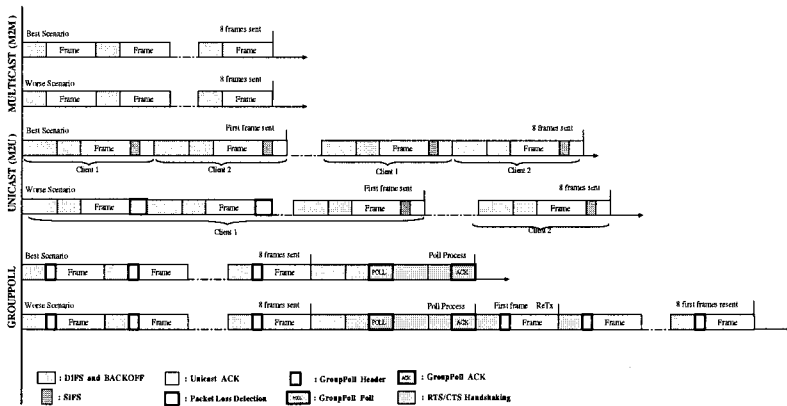 MULTICAST (M2M)
Best Scenario
8 frames sent
Frame Frame Frame
Worse Scenario
8 frames sent
Frame Frame Frame
UNICAST (M2U)
Best Scenario
First frame sent
8 frames sent
Frame Frame Frame Frame
Client 1 Client 2 Client 1 Client 2
Worse Scenario
First frame sent
8 frames sent
Frame Frame Frame Frame
Client 1 Client 2
GROUPPOLL
Best Scenario
8 frames sent
Poll Process
Frame Frame Frame POLL ACK
Worse Scenario
8 frames sent
Poll Process
First frame ReTx
8 first frames resent
Frame Frame Frame POLL ACK Frame Frame Frame
: DIFS and BACKOFF
: Unicast ACK
: GroupPoll Header
ACK : GroupPoll ACK
: SIFS
: Packet Loss Detection
POLL : GroupPoll Poll
: RTS/CTS Handshaking